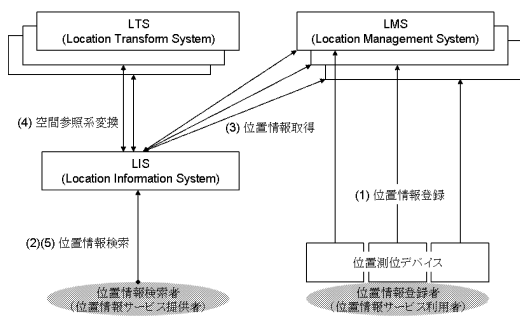 LTS
(Location Transform System)
LMS
(Location Management System)
(4) 空間参照系変換
(3) 位置情報取得
LIS
(Location Information System)
(1) 位置情報登録
(2)(5) 位置情報検索
位置測位デバイス
位置情報検索者
(位置情報サービス提供者)
位置情報登録者
(位置情報サービス利用者)